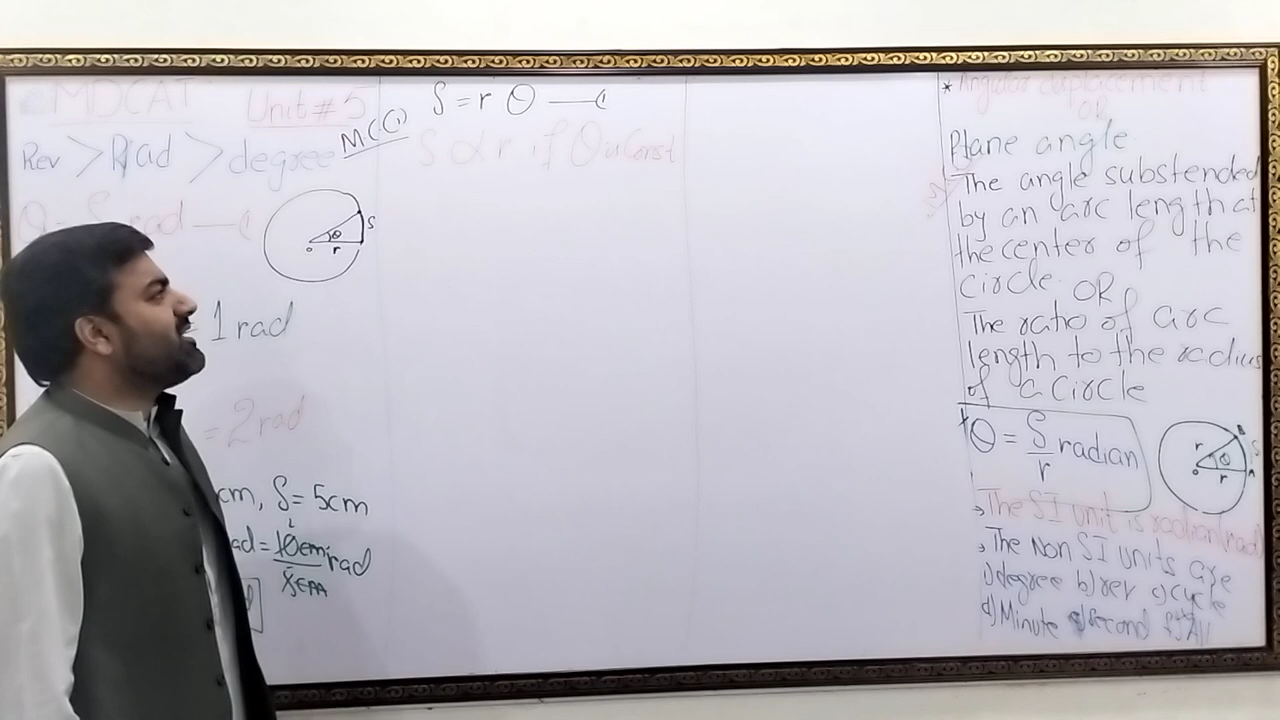 MDCAT Unit # 5
Rev > Rad > degree
S
θ
r
o
= 1 rad
= 2 rad
cm, S = 5cm
ad = 10cm rad
5cm
M.C.Q
S = r θ
S α r if θ is Const
* Angular displacement
OR
Plane angle
The angle substended
by an arc length at
the center of the
circle. OR
The ratio of arc
length to the radius
of a Circle
θ = S/r radian
r
θ
o
r
B
S
A
→ The SI unit is radian (rad)
→ The Non SI units are
a) degree b) rev c) cycle
d) Minute e) Second f) All